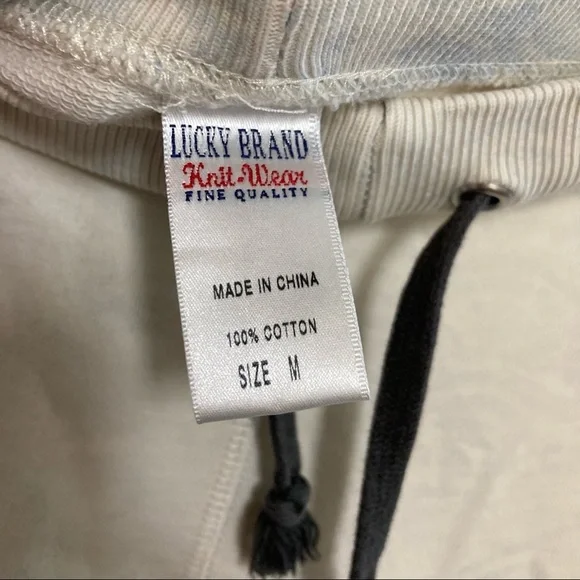 LUCKY BRAND
Knit-Wear
FINE QUALITY
MADE IN CHINA
100% COTTON
SIZE M